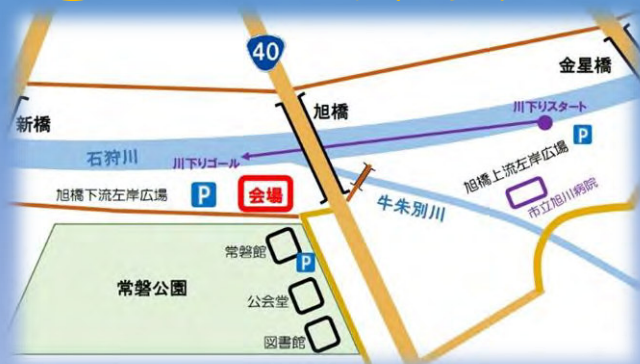 40
金星橋
旭橋
川下りスタート
新橋
P
石狩川
川下りゴール
旭橋上流左岸広場
旭橋下流左岸広場
P
会場
市立旭川病院
牛朱別川
常磐館
P
常磐公園
公会堂
図書館